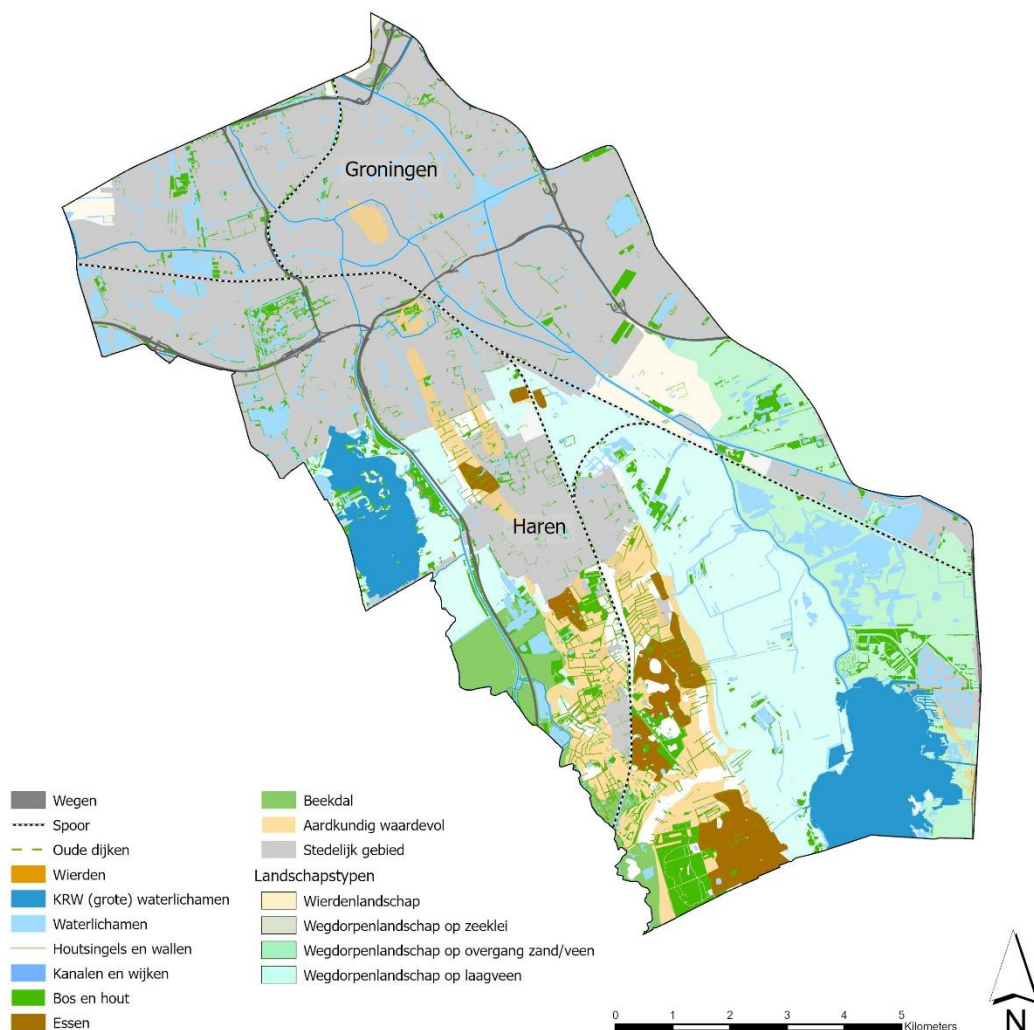 Groningen
Haren
Wegen
Spoor
Oude dijken
Wierden
KRW (grote) waterlichamen
Waterlichamen
Houtsingels en wallen
Kanalen en wijken
Bos en hout
Essen
Beekdal
Aardkundig waardevol
Stedelijk gebied
Landschapstypen
Wierdenlandschap
Wegdorpenlandschap op zeeklei
Wegdorpenlandschap op overgang zand/veen
Wegdorpenlandschap op laagveen
0 1 2 3 4 5
Kilometers
N